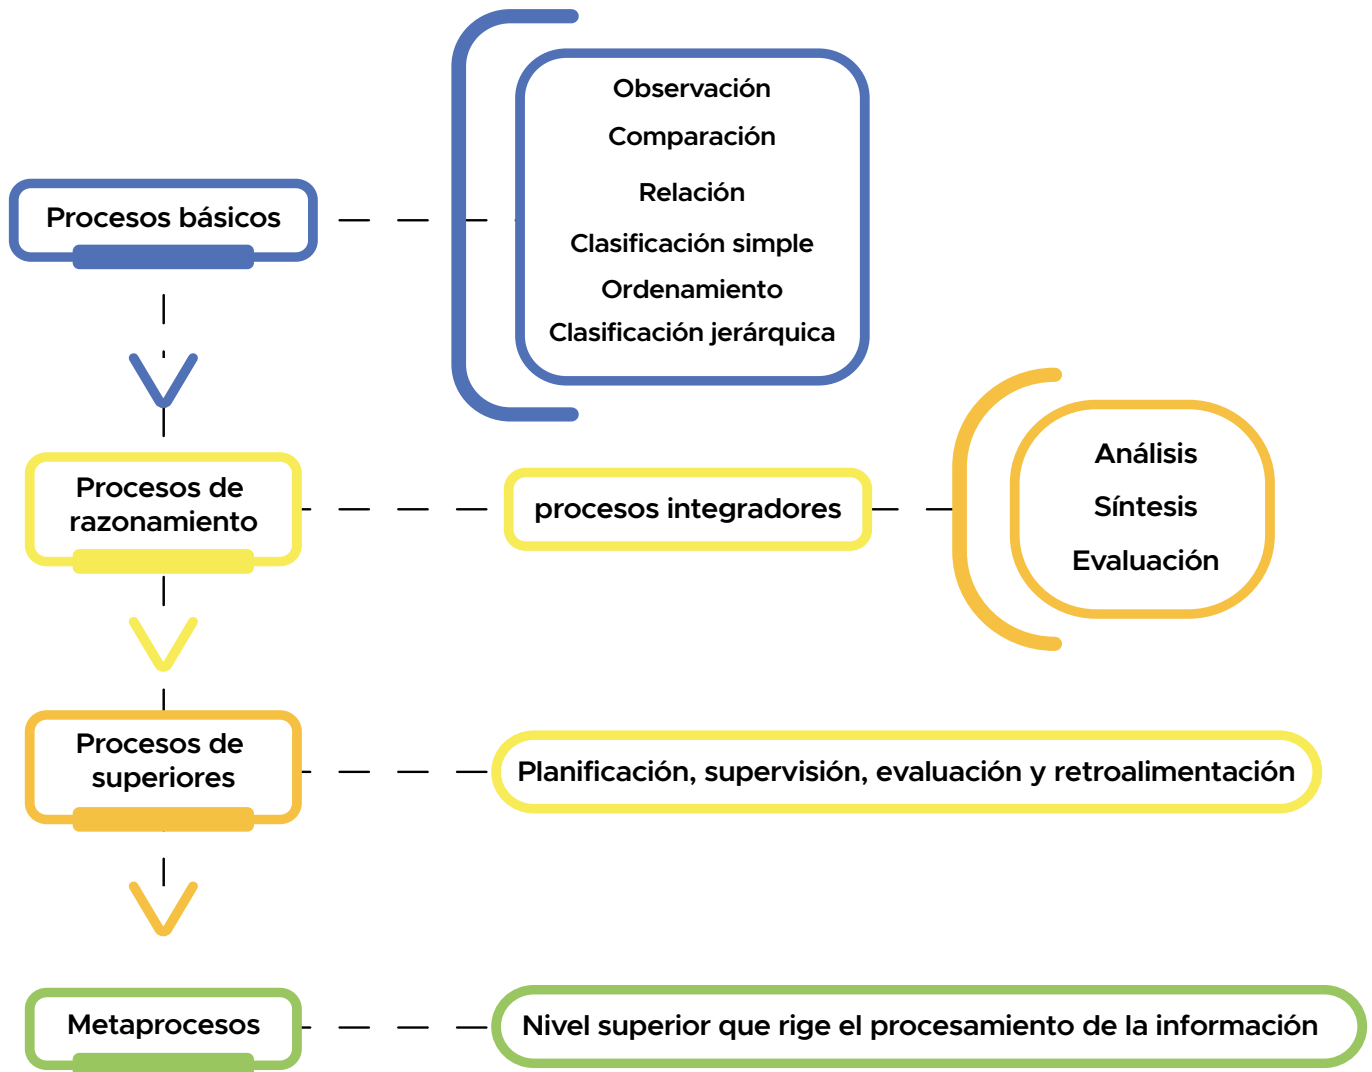 Procesos básicos
Observación
Comparación
Relación
Clasificación simple
Ordenamiento
Clasificación jerárquica
Procesos de
razonamiento
procesos integradores
Análisis
Síntesis
Evaluación
Procesos de
superiores
Planificación, supervisión, evaluación y retroalimentación
Metaprocesos
Nivel superior que rige el procesamiento de la información